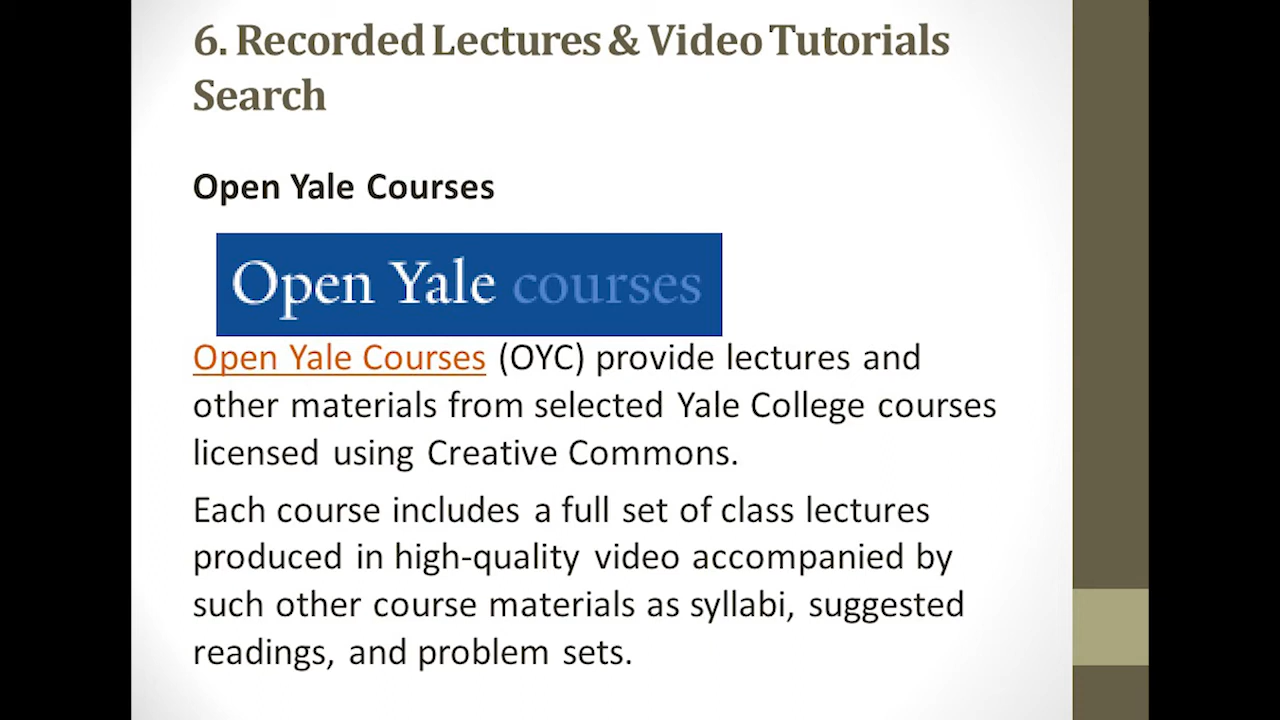 6. Recorded Lectures & Video Tutorials
Search
Open Yale Courses
Open Yale courses
Open Yale Courses (OYC) provide lectures and
other materials from selected Yale College courses
licensed using Creative Commons.
Each course includes a full set of class lectures
produced in high-quality video accompanied by
such other course materials as syllabi, suggested
readings, and problem sets.